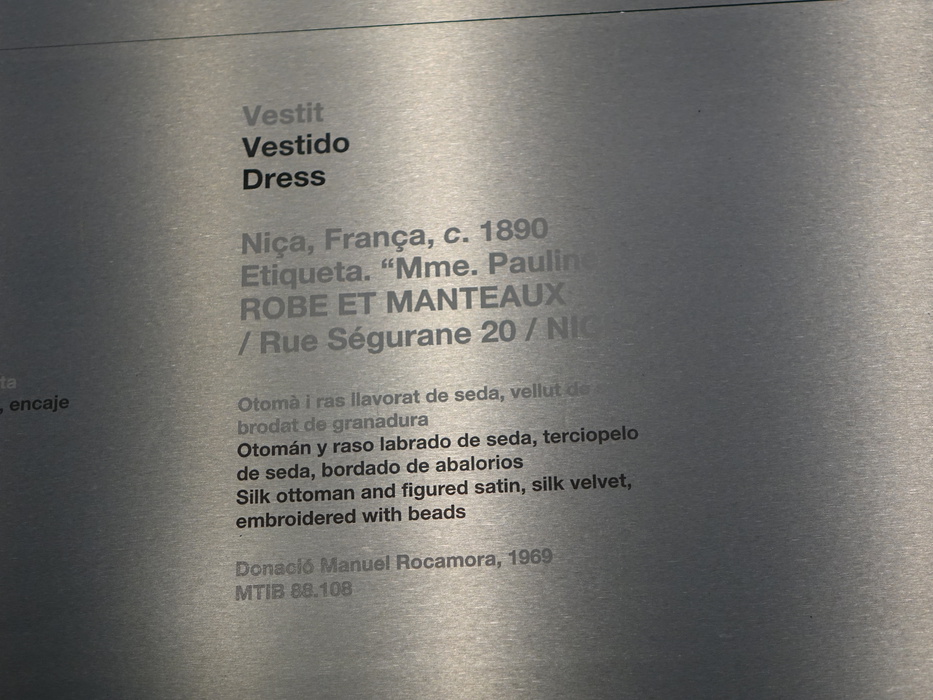 Vestit
Vestido
Dress
Niça, França, c. 1890
Etiqueta. “Mme. Pauline
ROBE ET MANTEAUX
/ Rue Ségurane 20 / NIC
ta
, encaje
Otomà i ras llavorat de seda, vellut de
brodat de granadura
Otomán y raso labrado de seda, terciopelo
de seda, bordado de abalorios
Silk ottoman and figured satin, silk velvet,
embroidered with beads
Donació Manuel Rocamora, 1969
MTIB 88.108